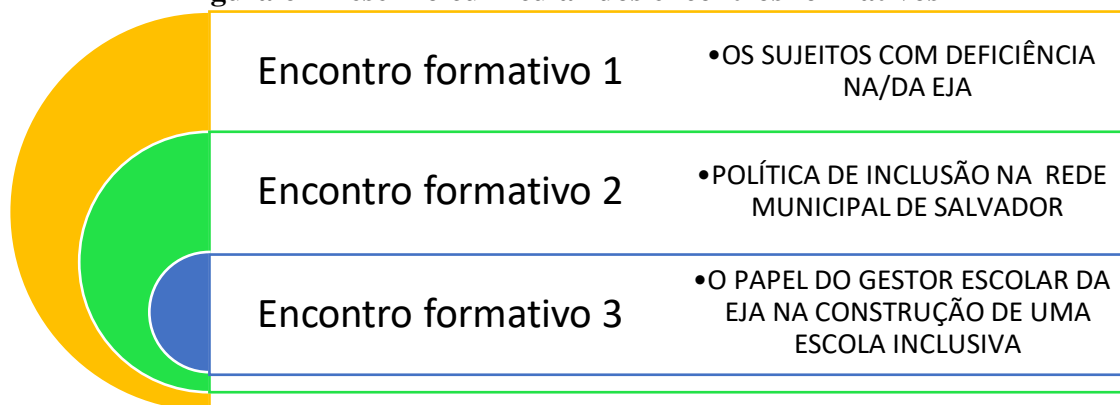 Encontro formativo 1
•OS SUJEITOS COM DEFICIÊNCIA
NA/DA EJA
Encontro formativo 2
•POLÍTICA DE INCLUSÃO NA REDE
MUNICIPAL DE SALVADOR
Encontro formativo 3
•O PAPEL DO GESTOR ESCOLAR DA
EJA NA CONSTRUÇÃO DE UMA
ESCOLA INCLUSIVA